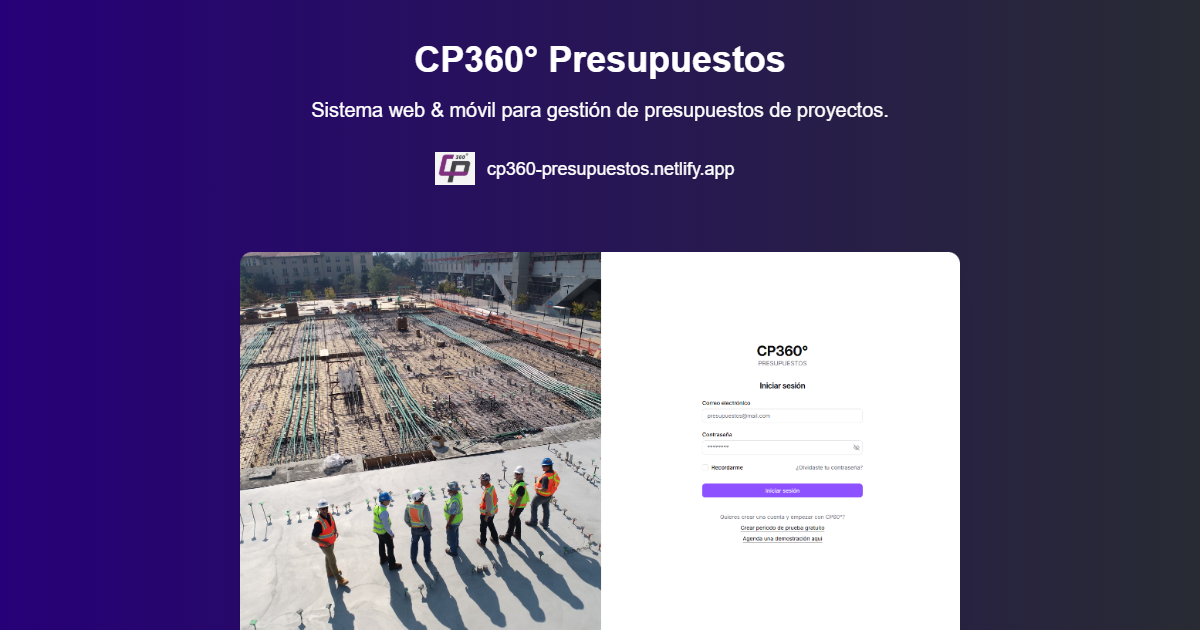 CP360° Presupuestos
Sistema web & móvil para gestión de presupuestos de proyectos.
360°
CP
cp360-presupuestos.netlify.app
CP360°
PRESUPUESTOS
Iniciar sesión
Correo electrónico
presupuestos@mail.com
Contraseña
********
Recordarme
¿Olvidaste tu contraseña?
Iniciar sesión
Quieres crear una cuenta y empezar con CP60°?
Crear periodo de prueba gratuito
Agenda una demostración aquí